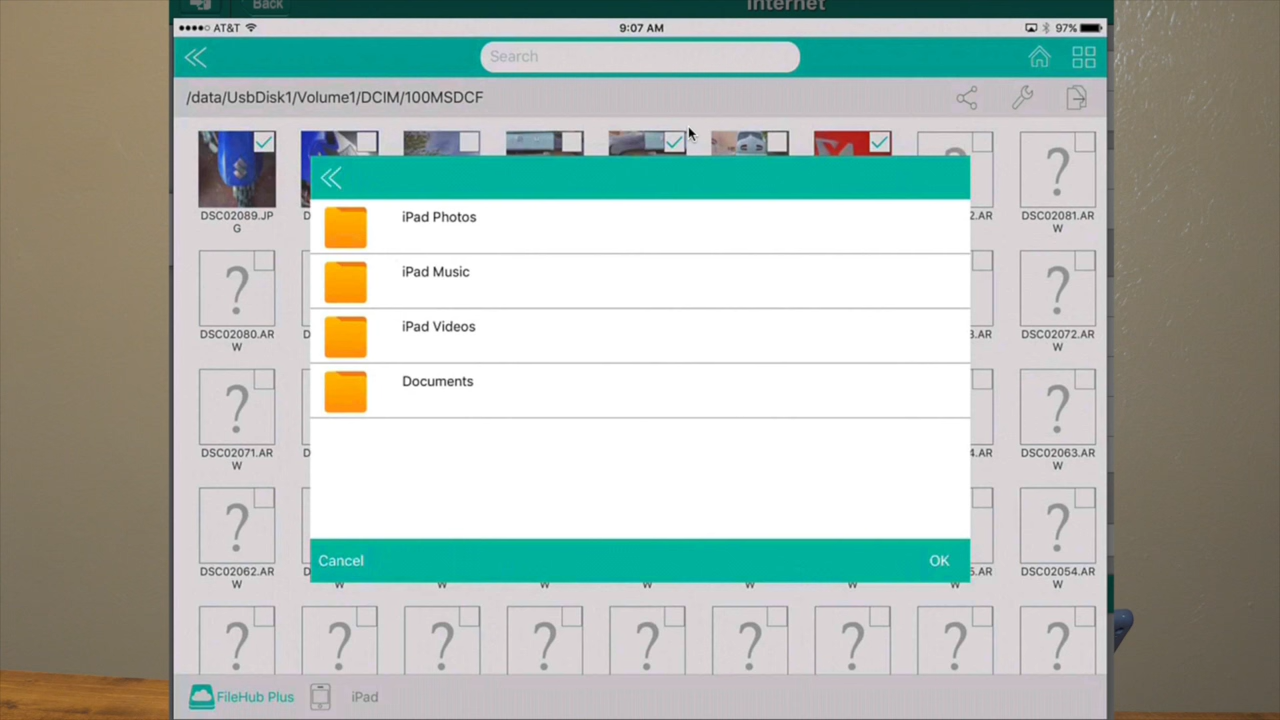 Back
Internet
AT&T 9:07 AM 97%
Search
/data/UsbDisk1/Volume1/DCIM/100MSDCF
DSC02089.JP
G
DSC02081.AR
W
iPad Photos
iPad Music
iPad Videos
Documents
Cancel OK
DSC02080.AR
W
DSC02072.AR
W
DSC02071.AR
W
DSC02063.AR
W
DSC02062.AR
W
DSC02054.AR
W
FileHub Plus iPad